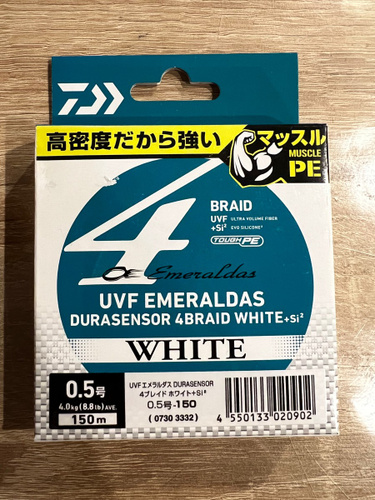 高密度だから強い
マッスル
MUSCLE
PE
4
BRAID
UVF ULTRA VOLUME FIBER
+Si² EVO SILICONE²
TOUGH PE
Emeraldas
UVF EMERALDAS
DURASENSOR 4BRAID WHITE+Si²
WHITE
0.5号
4.0kg(8.8lb)AVE.
150m
UVFエメラルダス DURASENSOR
4ブレイド ホワイト+Si²
0.5号-150
(0730 3332)
4 550133 020902